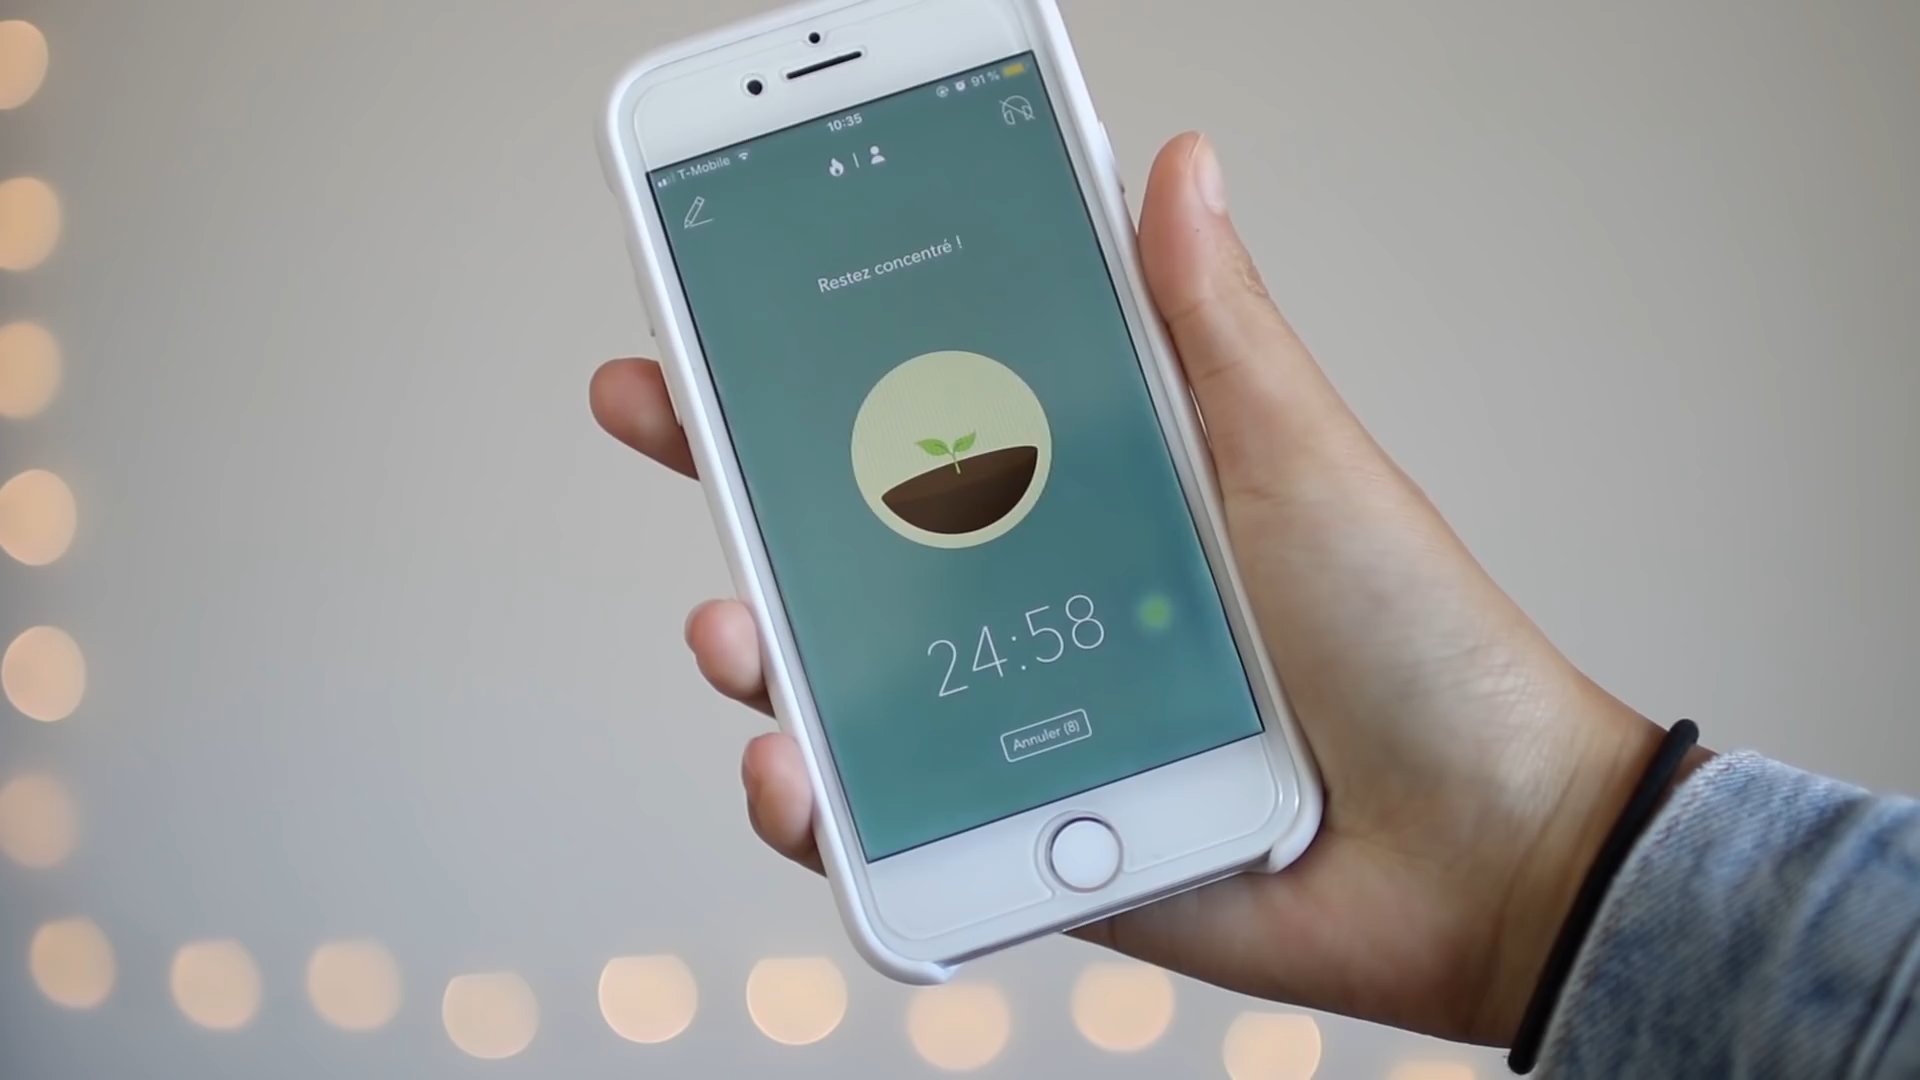 T-Mobile
10:35
91 %
Restez concentré !
24:58
Annuler (8)